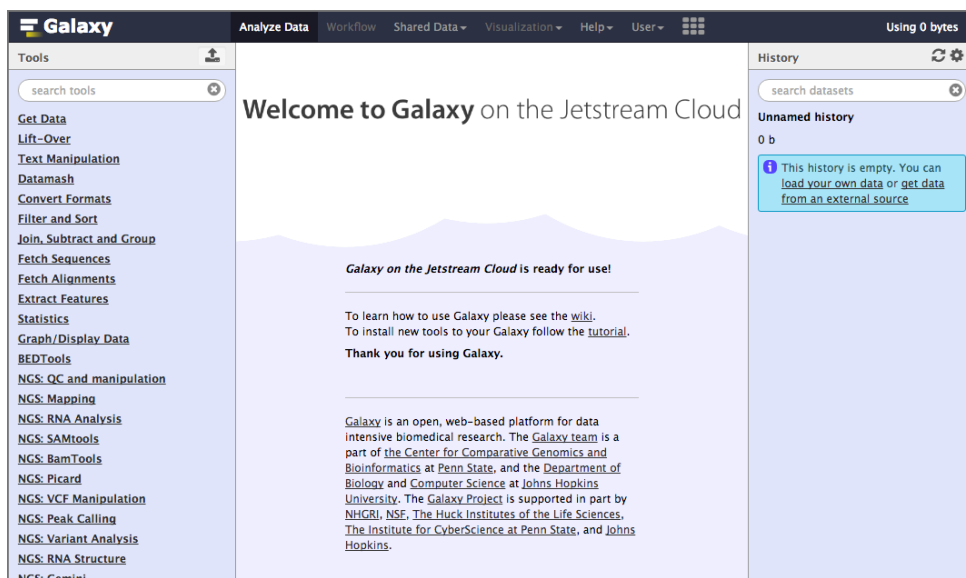 Galaxy
Analyze Data Workflow Shared Data Visualization Help User Using 0 bytes
Tools
search tools
Get Data
Lift-Over
Text Manipulation
Datamash
Convert Formats
Filter and Sort
Join, Subtract and Group
Fetch Sequences
Fetch Alignments
Extract Features
Statistics
Graph/Display Data
BEDTools
NGS: QC and manipulation
NGS: Mapping
NGS: RNA Analysis
NGS: SAMtools
NGS: BamTools
NGS: Picard
NGS: VCF Manipulation
NGS: Peak Calling
NGS: Variant Analysis
NGS: RNA Structure
NGS: Gemini
Welcome to Galaxy on the Jetstream Cloud
Galaxy on the Jetstream Cloud is ready for use!
To learn how to use Galaxy please see the wiki.
To install new tools to your Galaxy follow the tutorial.
Thank you for using Galaxy.
Galaxy is an open, web-based platform for data
intensive biomedical research. The Galaxy team is a
part of the Center for Comparative Genomics and
Bioinformatics at Penn State, and the Department of
Biology and Computer Science at Johns Hopkins
University. The Galaxy Project is supported in part by
NHGRI, NSF, The Huck Institutes of the Life Sciences,
The Institute for CyberScience at Penn State, and Johns
Hopkins.
History
search datasets
Unnamed history
0 b
This history is empty. You can
load your own data or get data
from an external source